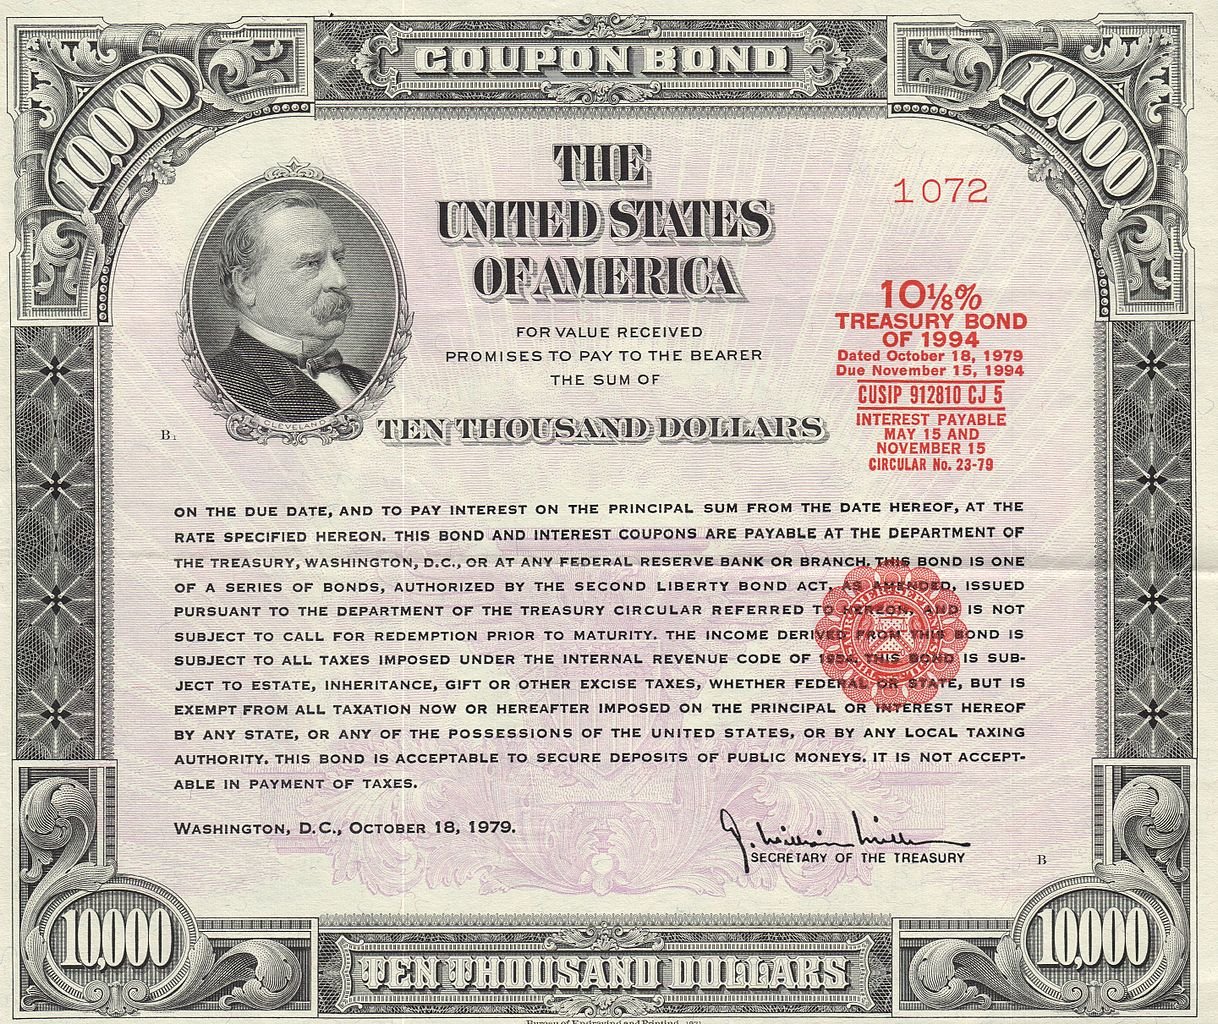 COUPON BOND
10,000
10,000
THE
UNITED STATES
OF AMERICA
1072
FOR VALUE RECEIVED
PROMISES TO PAY TO THE BEARER
THE SUM OF
TEN THOUSAND DOLLARS
10⅛%
TREASURY BOND
OF 1994
Dated October 18, 1979
Due November 15, 1994
CUSIP 912810 CJ 5
INTEREST PAYABLE
MAY 15 AND
NOVEMBER 15
CIRCULAR No. 23-79
CLEVELAND
B₁
ON THE DUE DATE, AND TO PAY INTEREST ON THE PRINCIPAL SUM FROM THE DATE HEREOF, AT THE
RATE SPECIFIED HEREON. THIS BOND AND INTEREST COUPONS ARE PAYABLE AT THE DEPARTMENT OF
THE TREASURY, WASHINGTON, D.C., OR AT ANY FEDERAL RESERVE BANK OR BRANCH. THIS BOND IS ONE
OF A SERIES OF BONDS, AUTHORIZED BY THE SECOND LIBERTY BOND ACT, AS AMENDED, ISSUED
PURSUANT TO THE DEPARTMENT OF THE TREASURY CIRCULAR REFERRED TO HEREON, AND IS NOT
SUBJECT TO CALL FOR REDEMPTION PRIOR TO MATURITY. THE INCOME DERIVED FROM THIS BOND IS
SUBJECT TO ALL TAXES IMPOSED UNDER THE INTERNAL REVENUE CODE OF 1954. THIS BOND IS SUB-
JECT TO ESTATE, INHERITANCE, GIFT OR OTHER EXCISE TAXES, WHETHER FEDERAL OR STATE, BUT IS
EXEMPT FROM ALL TAXATION NOW OR HEREAFTER IMPOSED ON THE PRINCIPAL OR INTEREST HEREOF
BY ANY STATE, OR ANY OF THE POSSESSIONS OF THE UNITED STATES, OR BY ANY LOCAL TAXING
AUTHORITY. THIS BOND IS ACCEPTABLE TO SECURE DEPOSITS OF PUBLIC MONEYS. IT IS NOT ACCEPT-
ABLE IN PAYMENT OF TAXES.
WASHINGTON, D.C., OCTOBER 18, 1979.
G. William Miller
SECRETARY OF THE TREASURY
B
10,000
TEN THOUSAND DOLLARS
10,000
Bureau of Engraving and Printing